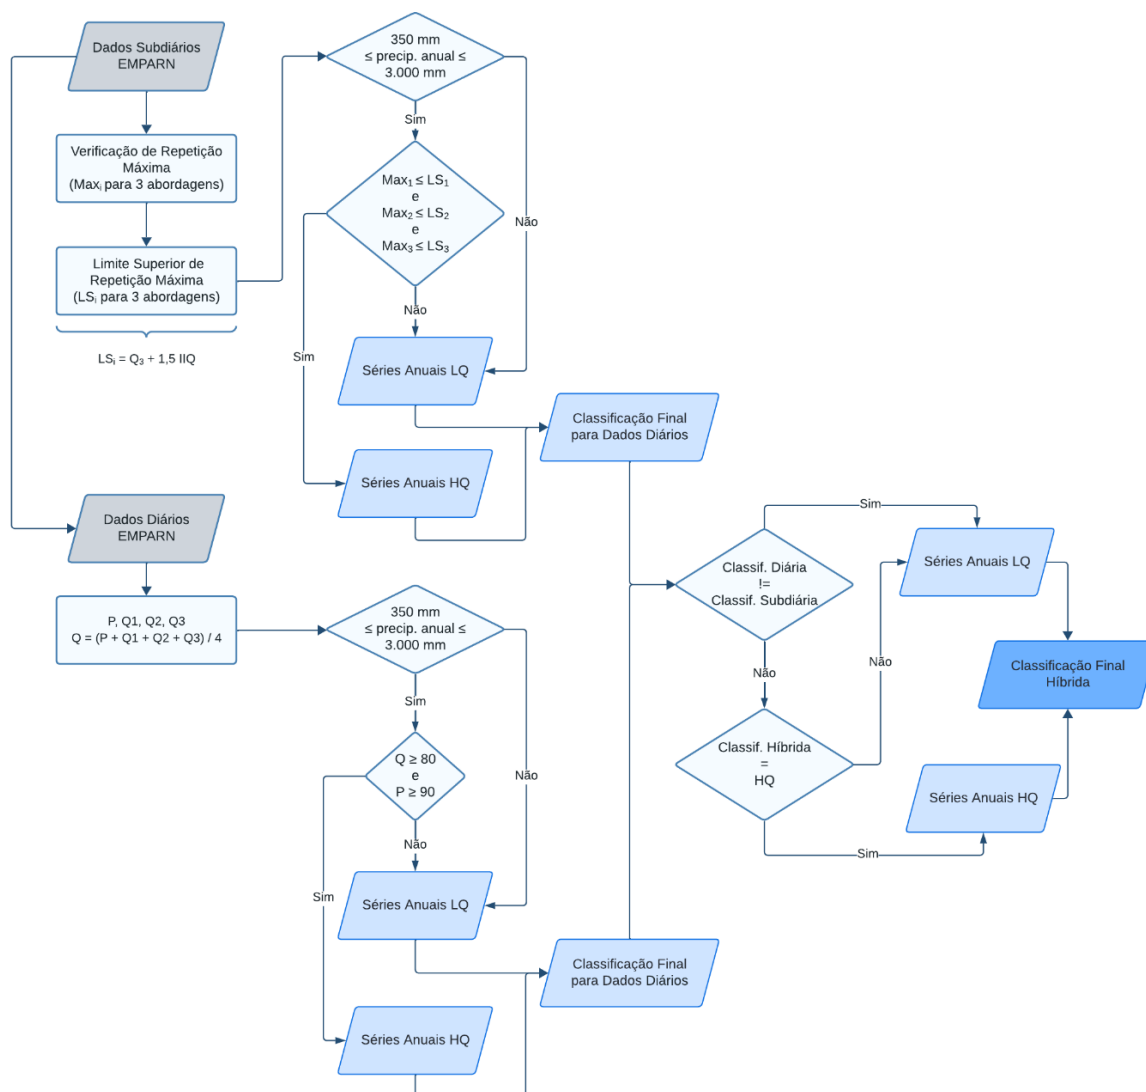 Dados Subdiários
EMPARN
Verificação de Repetição
Máxima
(Maxᵢ para 3 abordagens)
Limite Superior de
Repetição Máxima
(LSᵢ para 3 abordagens)
LSᵢ = Q₃ + 1,5 IIQ
350 mm
≤ precip. anual ≤
3.000 mm
Sim
Não
Max₁ ≤ LS₁
e
Max₂ ≤ LS₂
e
Max₃ ≤ LS₃
Não
Sim
Séries Anuais LQ
Séries Anuais HQ
Classificação Final
para Dados Diários
Dados Diários
EMPARN
P, Q1, Q2, Q3
Q = (P + Q1 + Q2 + Q3) / 4
350 mm
≤ precip. anual ≤
3.000 mm
Sim
Não
Q ≥ 80
e
P ≥ 90
Não
Sim
Séries Anuais LQ
Séries Anuais HQ
Classificação Final
para Dados Diários
Classif. Diária
!=
Classif. Subdiária
Sim
Não
Classif. Híbrida
=
HQ
Não
Sim
Séries Anuais LQ
Séries Anuais HQ
Classificação Final
Híbrida